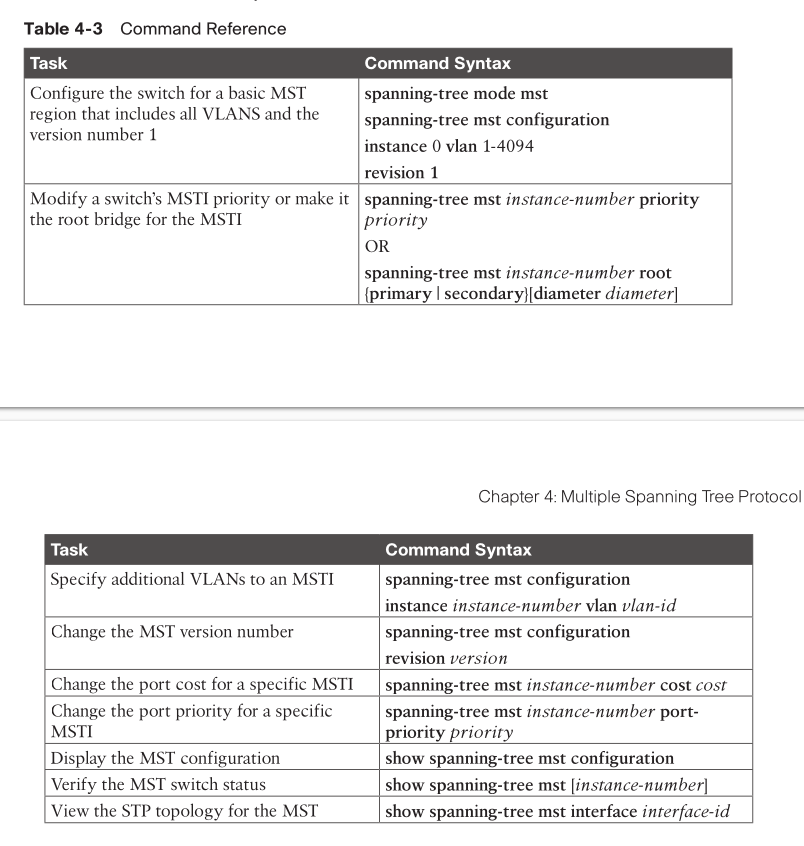 Table 4-3 Command Reference
Task Command Syntax
Configure the switch for a basic MST
region that includes all VLANS and the
version number 1
spanning-tree mode mst
spanning-tree mst configuration
instance 0 vlan 1-4094
revision 1
Modify a switch's MSTI priority or make it
the root bridge for the MSTI
spanning-tree mst instance-number priority
priority
OR
spanning-tree mst instance-number root
{primary | secondary}[diameter diameter]
Chapter 4: Multiple Spanning Tree Protocol
Task Command Syntax
Specify additional VLANs to an MSTI
spanning-tree mst configuration
instance instance-number vlan vlan-id
Change the MST version number
spanning-tree mst configuration
revision version
Change the port cost for a specific MSTI
spanning-tree mst instance-number cost cost
Change the port priority for a specific
MSTI
spanning-tree mst instance-number port-
priority priority
Display the MST configuration
show spanning-tree mst configuration
Verify the MST switch status
show spanning-tree mst [instance-number]
View the STP topology for the MST
show spanning-tree mst interface interface-id